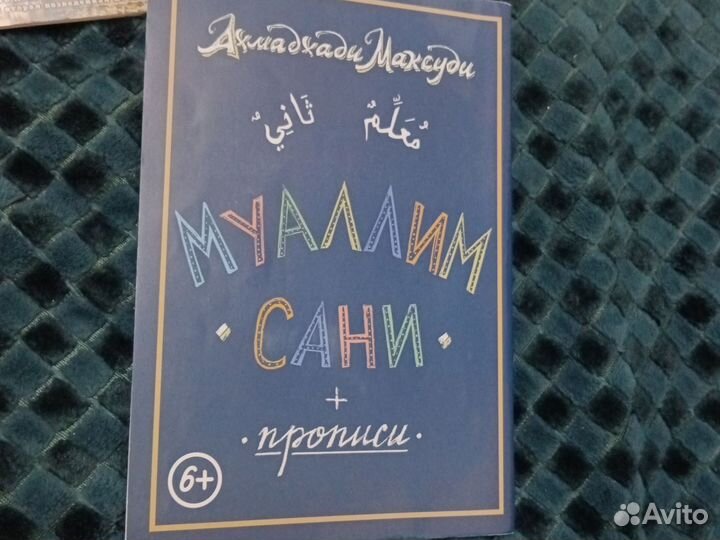 Ахмадхади Максуди
مُعَلِّمٌ ثَانِيٌ
МУАЛЛИМ
· САНИ ·
+
· прописи ·
6+
Avito